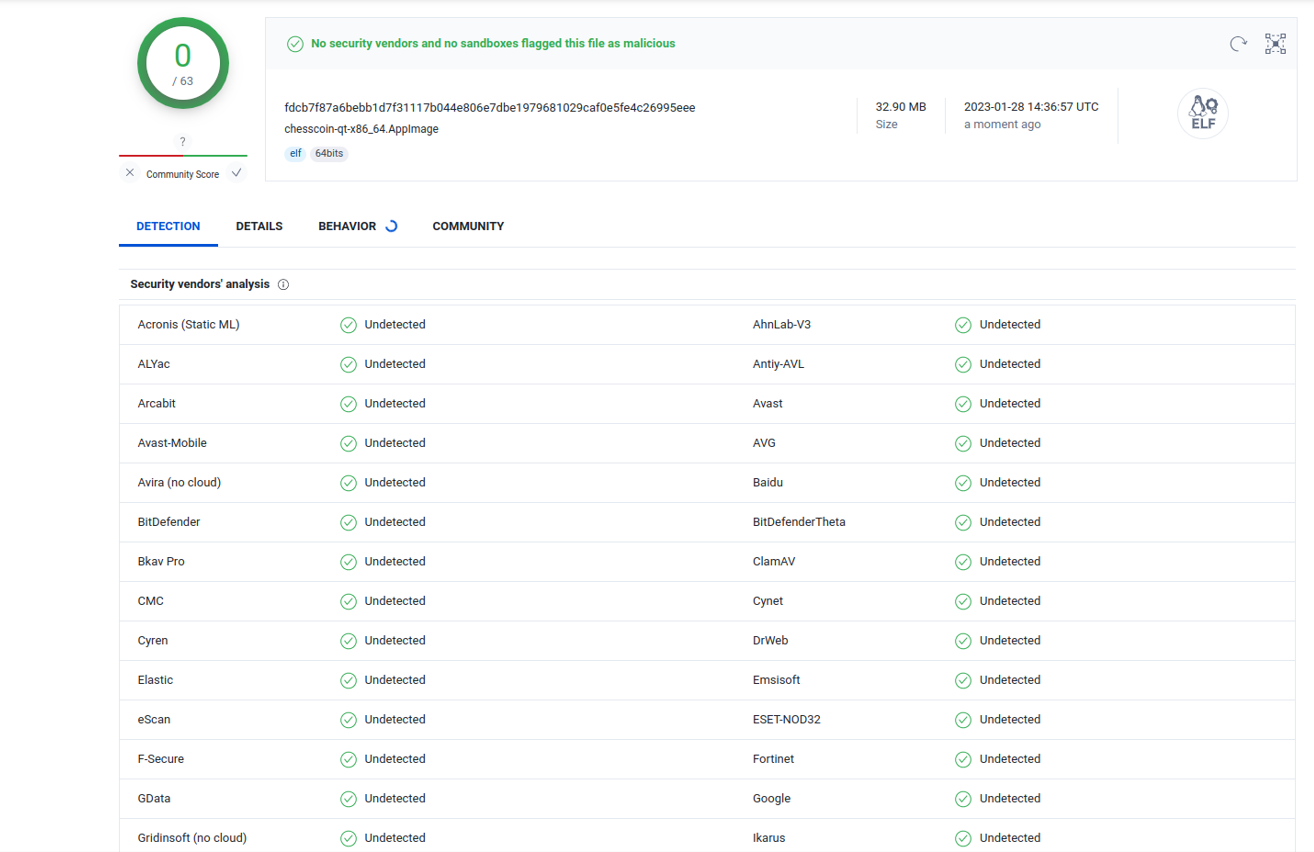 0
/ 63
?
Community Score
No security vendors and no sandboxes flagged this file as malicious
fdcb7f87a6bebb1d7f31117b044e806e7dbe1979681029caf0e5fe4c26995eee
chesscoin-qt-x86_64.AppImage
elf 64bits
32.90 MB
Size
2023-01-28 14:36:57 UTC
a moment ago
ELF
DETECTION DETAILS BEHAVIOR COMMUNITY
Security vendors' analysis
Acronis (Static ML) Undetected AhnLab-V3 Undetected
ALYac Undetected Antiy-AVL Undetected
Arcabit Undetected Avast Undetected
Avast-Mobile Undetected AVG Undetected
Avira (no cloud) Undetected Baidu Undetected
BitDefender Undetected BitDefenderTheta Undetected
Bkav Pro Undetected ClamAV Undetected
CMC Undetected Cynet Undetected
Cyren Undetected DrWeb Undetected
Elastic Undetected Emsisoft Undetected
eScan Undetected ESET-NOD32 Undetected
F-Secure Undetected Fortinet Undetected
GData Undetected Google Undetected
Gridinsoft (no cloud) Undetected Ikarus Undetected